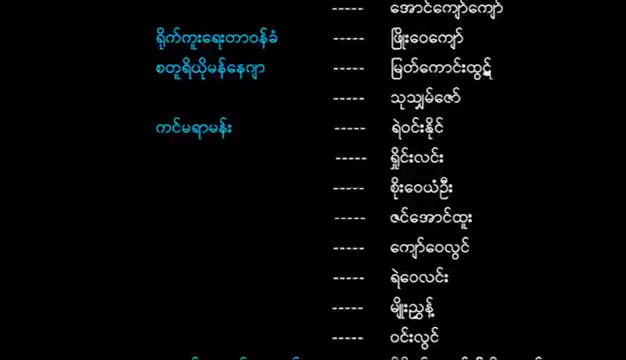 ----- အောင်ကျော်ကျော်
ရိုက်ကူးရေးတာဝန်ခံ ----- ဖြိုးဝေကျော်
စတူရီယိုမန်နေဂျာ ----- မြတ်ကောင်းထွဋ်
----- သုသျှမ်ဇော်
ကင်မရာမန်း ----- ရဲဝင်းနိုင်
----- ရှိုင်းလင်း
----- စိုးဝေယံဦး
----- ဇင်အောင်ထူး
----- ကျော်ဝေလွင်
----- ရဲဝေလင်း
----- မျိုးညွှန့်
----- ဝင်းလွင်